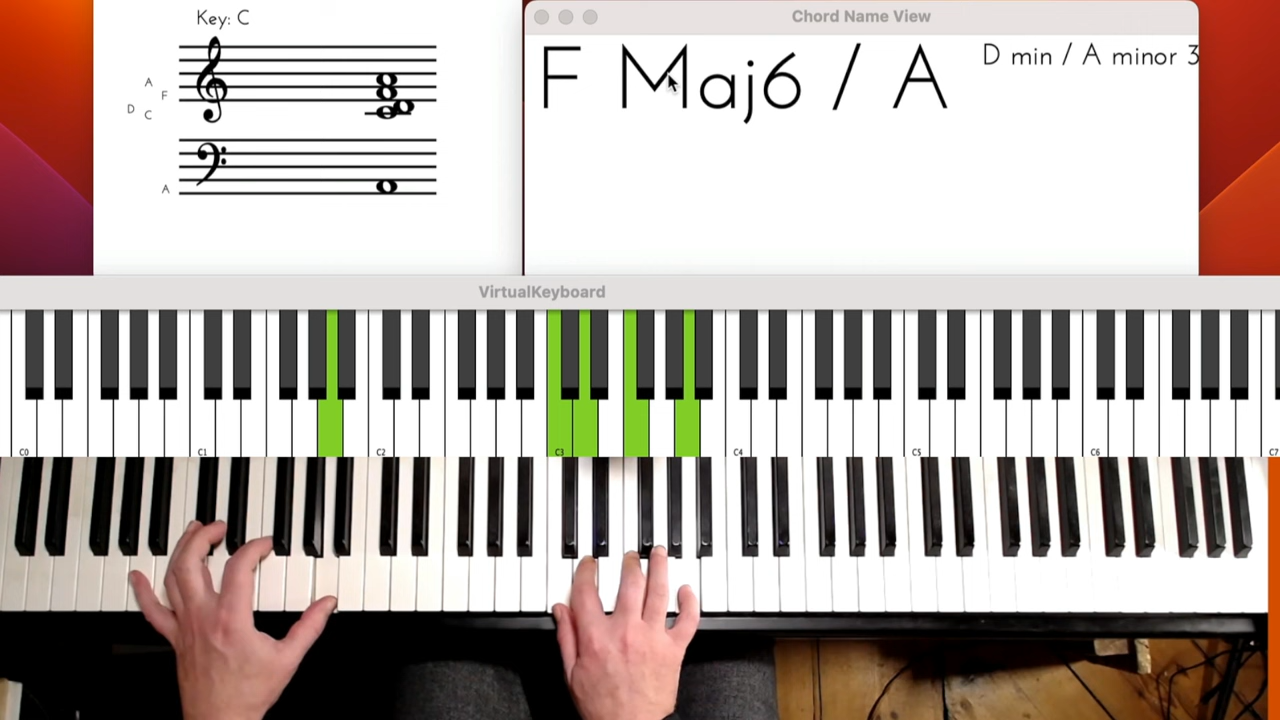 Key: C
A
F
D
C
A
Chord Name View
F Maj6 / A
D min / A minor 3
VirtualKeyboard
C0 C1 C2 C3 C4 C5 C6 C7